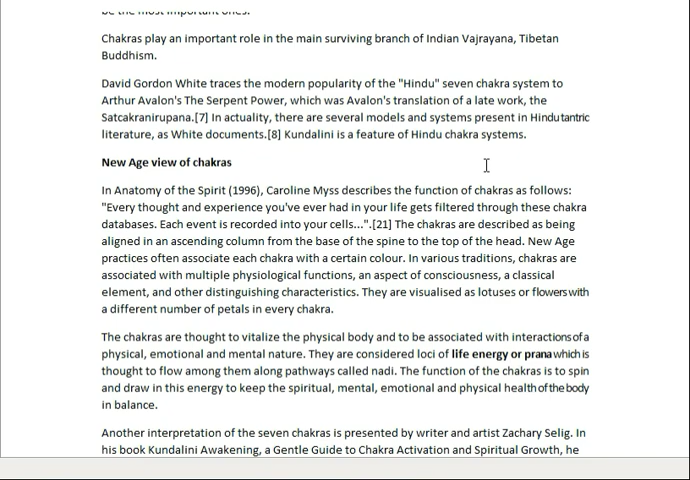 be the most important ones.
Chakras play an important role in the main surviving branch of Indian Vajrayana, Tibetan
Buddhism.
David Gordon White traces the modern popularity of the "Hindu" seven chakra system to
Arthur Avalon's The Serpent Power, which was Avalon's translation of a late work, the
Satcakranirupana.[7] In actuality, there are several models and systems present in Hindu tantric
literature, as White documents.[8] Kundalini is a feature of Hindu chakra systems.
New Age view of chakras
In Anatomy of the Spirit (1996), Caroline Myss describes the function of chakras as follows:
"Every thought and experience you've ever had in your life gets filtered through these chakra
databases. Each event is recorded into your cells...".[21] The chakras are described as being
aligned in an ascending column from the base of the spine to the top of the head. New Age
practices often associate each chakra with a certain colour. In various traditions, chakras are
associated with multiple physiological functions, an aspect of consciousness, a classical
element, and other distinguishing characteristics. They are visualised as lotuses or flowers with
a different number of petals in every chakra.
The chakras are thought to vitalize the physical body and to be associated with interactions of a
physical, emotional and mental nature. They are considered loci of life energy or prana which is
thought to flow among them along pathways called nadi. The function of the chakras is to spin
and draw in this energy to keep the spiritual, mental, emotional and physical health of the body
in balance.
Another interpretation of the seven chakras is presented by writer and artist Zachary Selig. In
his book Kundalini Awakening, a Gentle Guide to Chakra Activation and Spiritual Growth, he